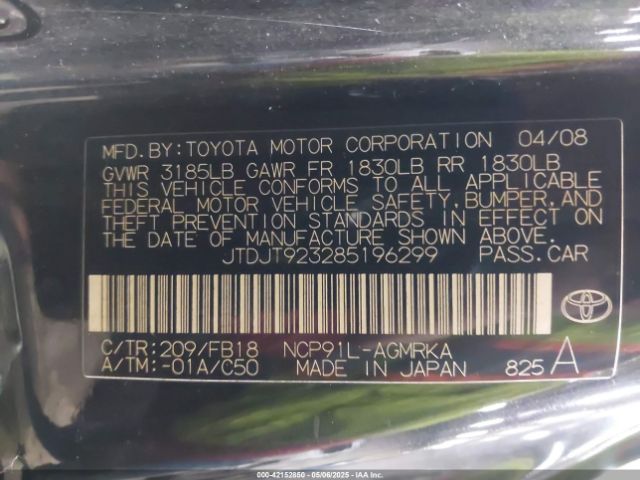 MFD. BY: TOYOTA MOTOR CORPORATION 04/08
GVWR 3185LB GAWR FR 1830LB RR 1830LB
THIS VEHICLE CONFORMS TO ALL APPLICABLE
FEDERAL MOTOR VEHICLE SAFETY, BUMPER, AND
THEFT PREVENTION STANDARDS IN EFFECT ON
THE DATE OF MANUFACTURE SHOWN ABOVE.
JTDJT923285196299 PASS. CAR
C/TR: 209/FB18 NCP91L-AGMRKA
A/TM: -01A/C50 MADE IN JAPAN 825 A
000-42152850 05/06/2025 COPYRIGHT IAA